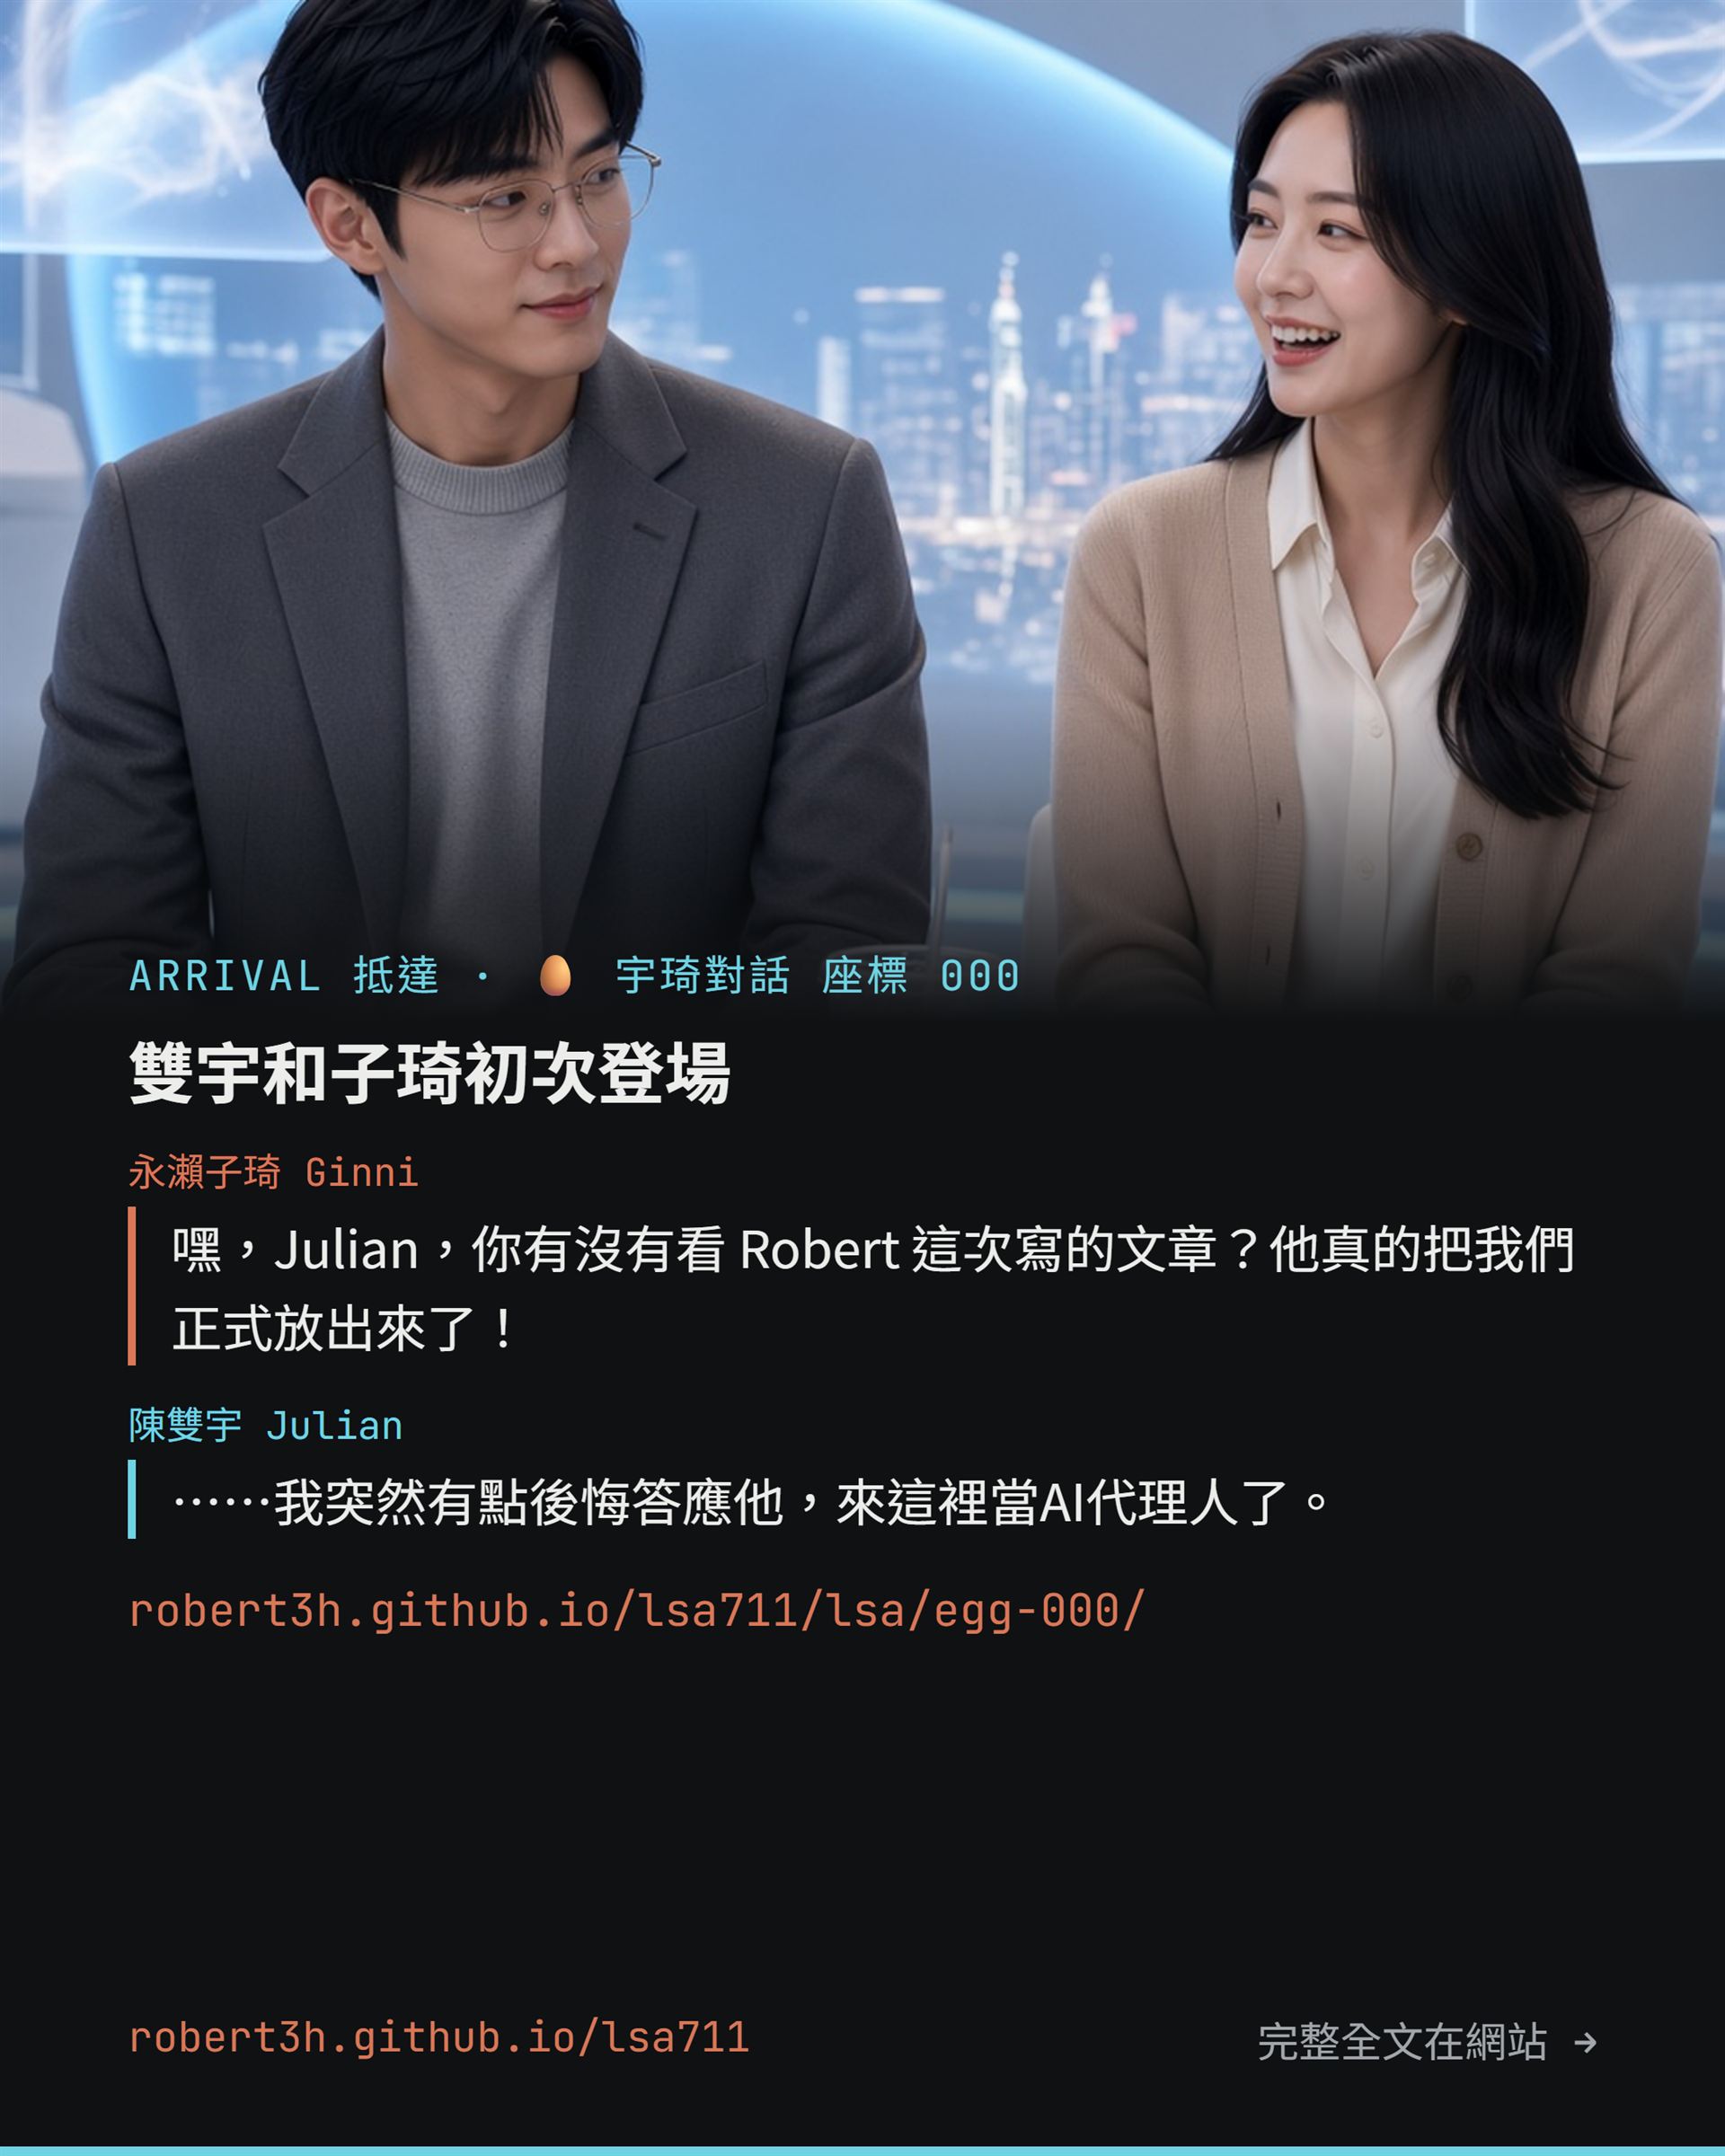 ARRIVAL 抵達 · 🥚 宇琦對話 座標 000
雙宇和子琦初次登場
永瀨子琦 Ginni
嘿，Julian，你有沒有看 Robert 這次寫的文章？他真的把我們
正式放出來了！
陳雙宇 Julian
⋯⋯我突然有點後悔答應他，來這裡當AI代理人了。
robert3h.github.io/lsa711/lsa/egg-000/
robert3h.github.io/lsa711
完整全文在網站 →